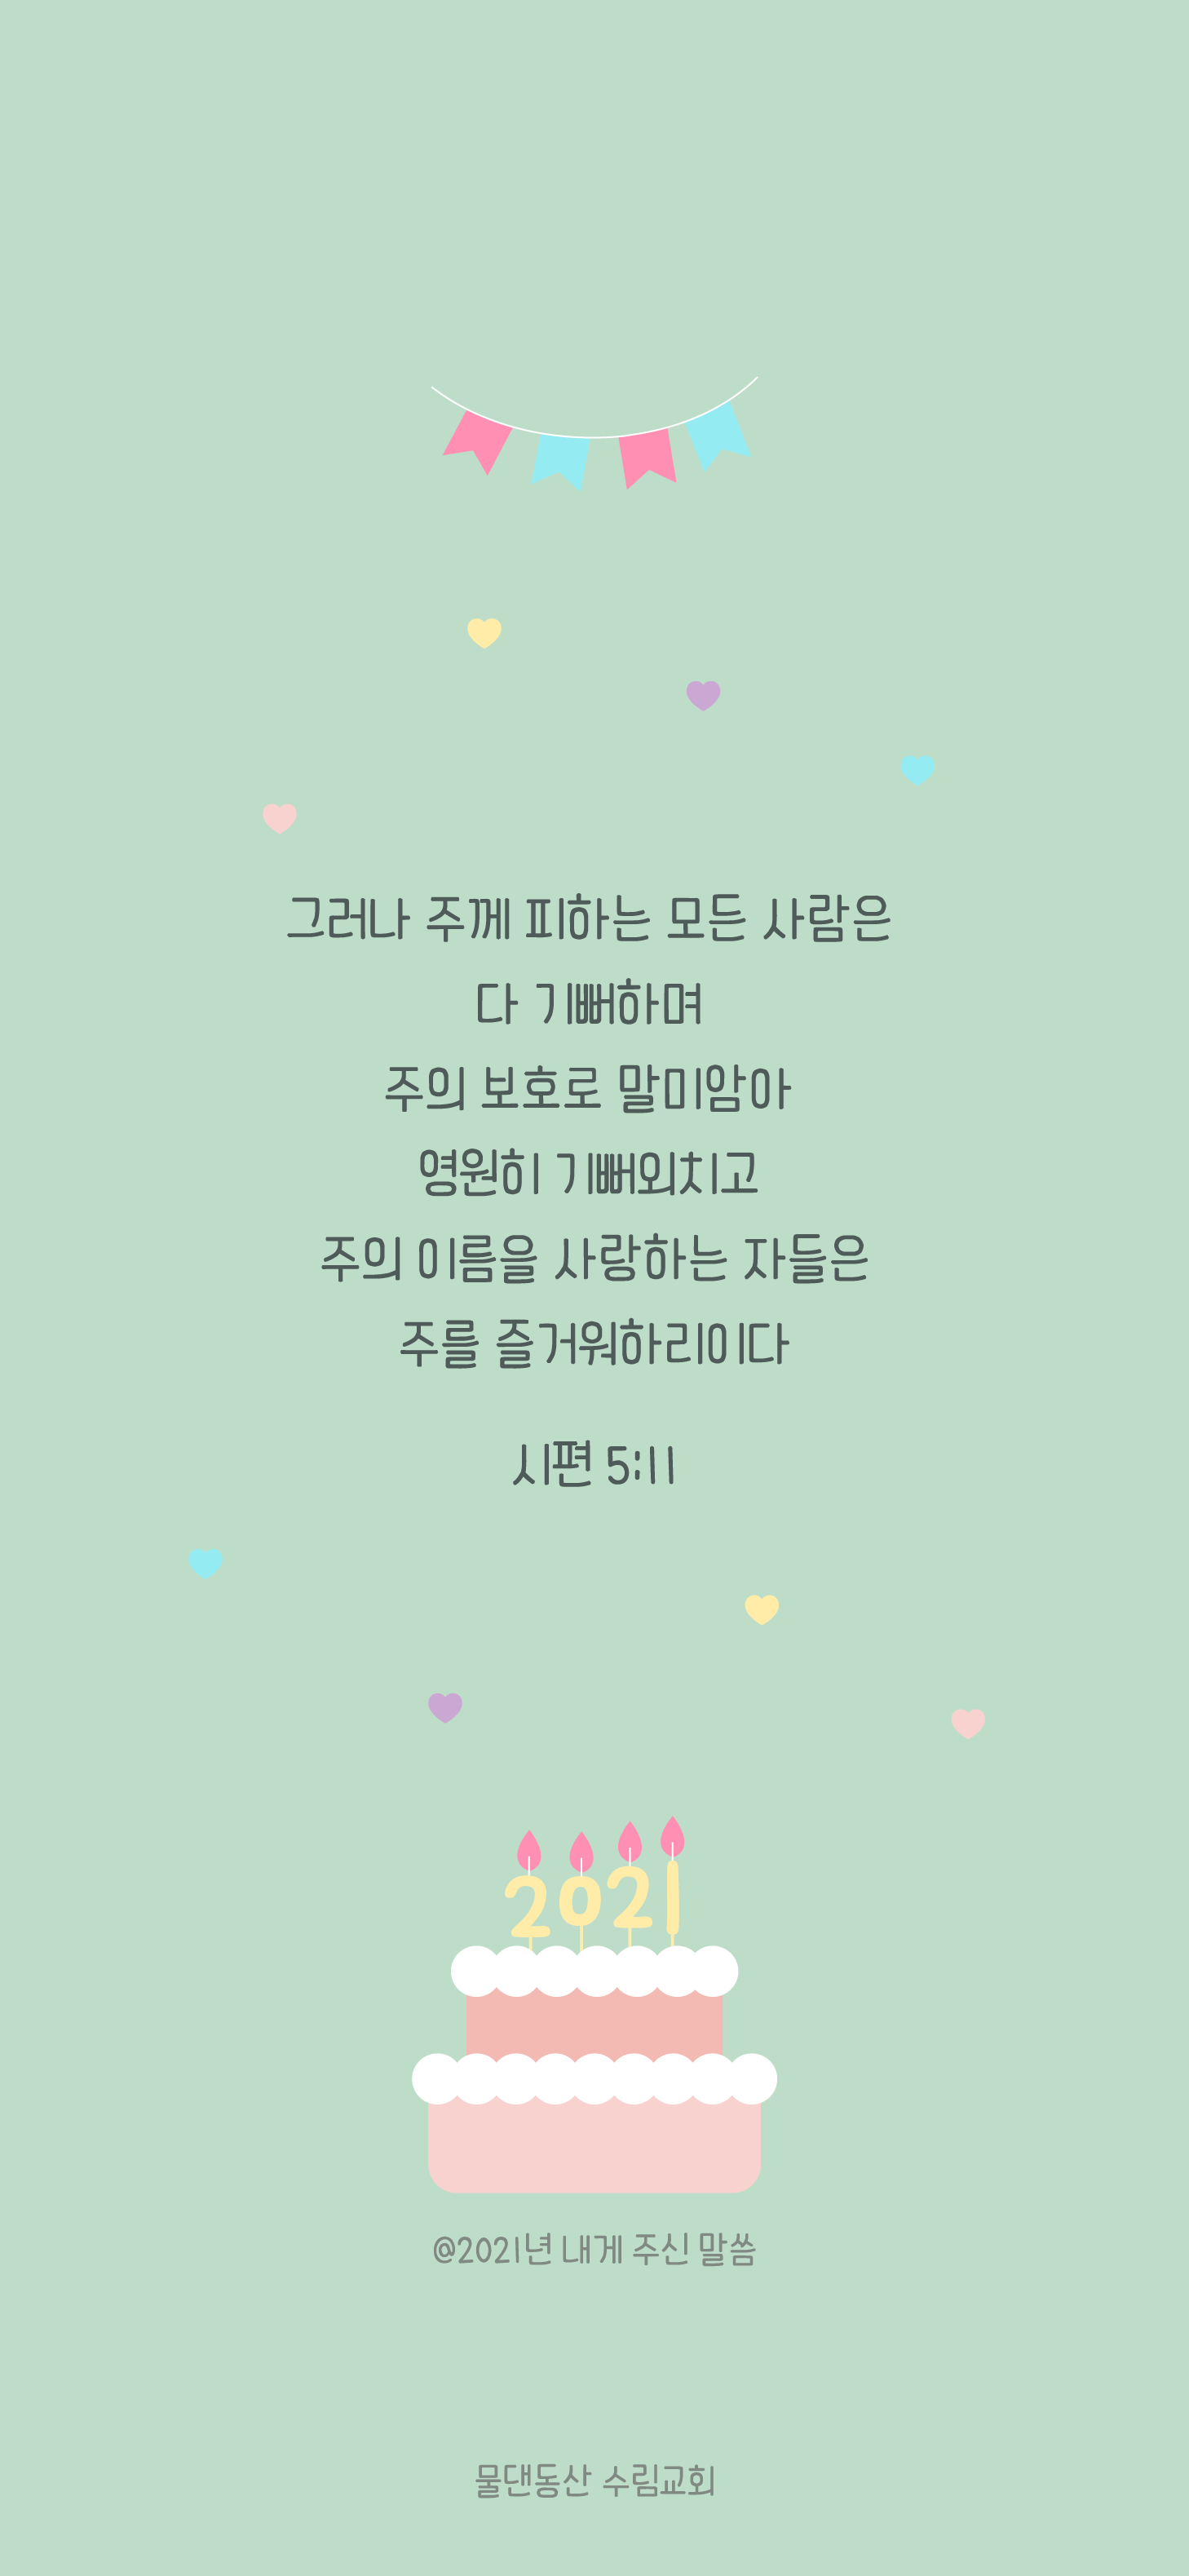 그러나 주께 피하는 모든 사람은
다 기뻐하며
주의 보호로 말미암아
영원히 기뻐외치고
주의 이름을 사랑하는 자들은
주를 즐거워하리이다
시편 5:11
2021
@2021년 내게 주신 말씀
물댄동산 수림교회